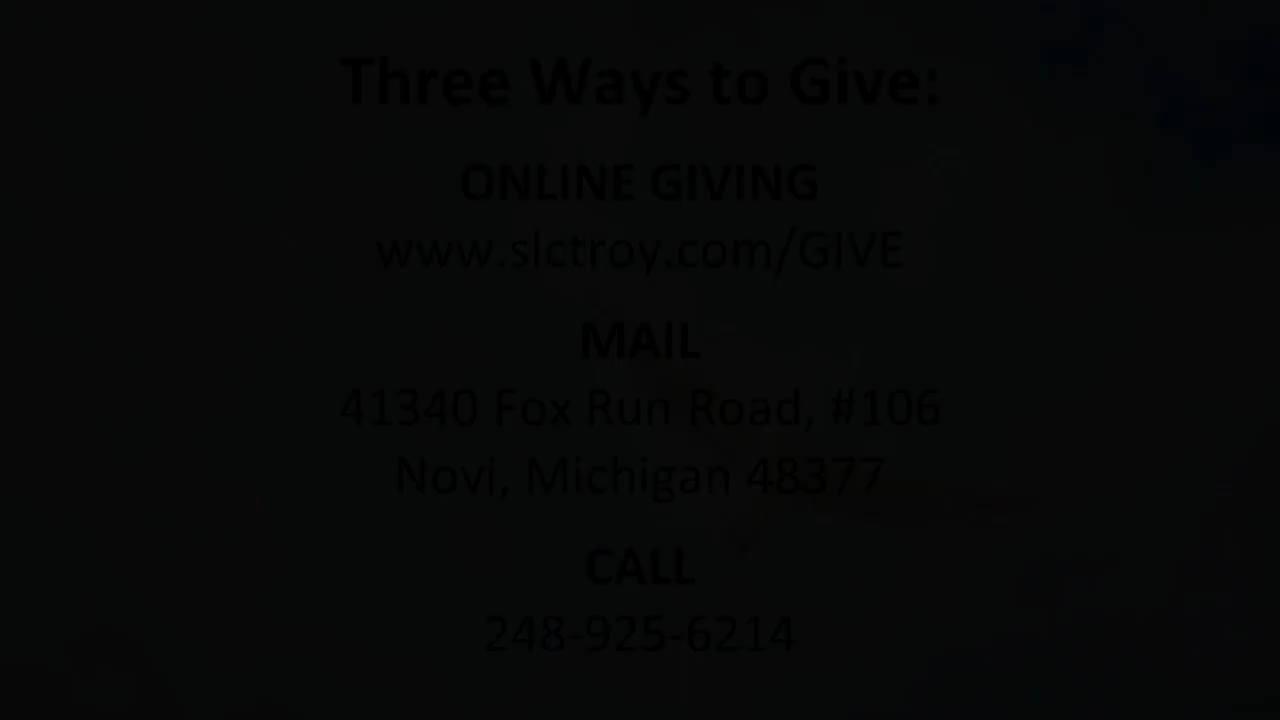 Three Ways to Give:
ONLINE GIVING
www.slctroy.com/GIVE
MAIL
41340 Fox Run Road, #106
Novi, Michigan 48377
CALL
248-925-6214